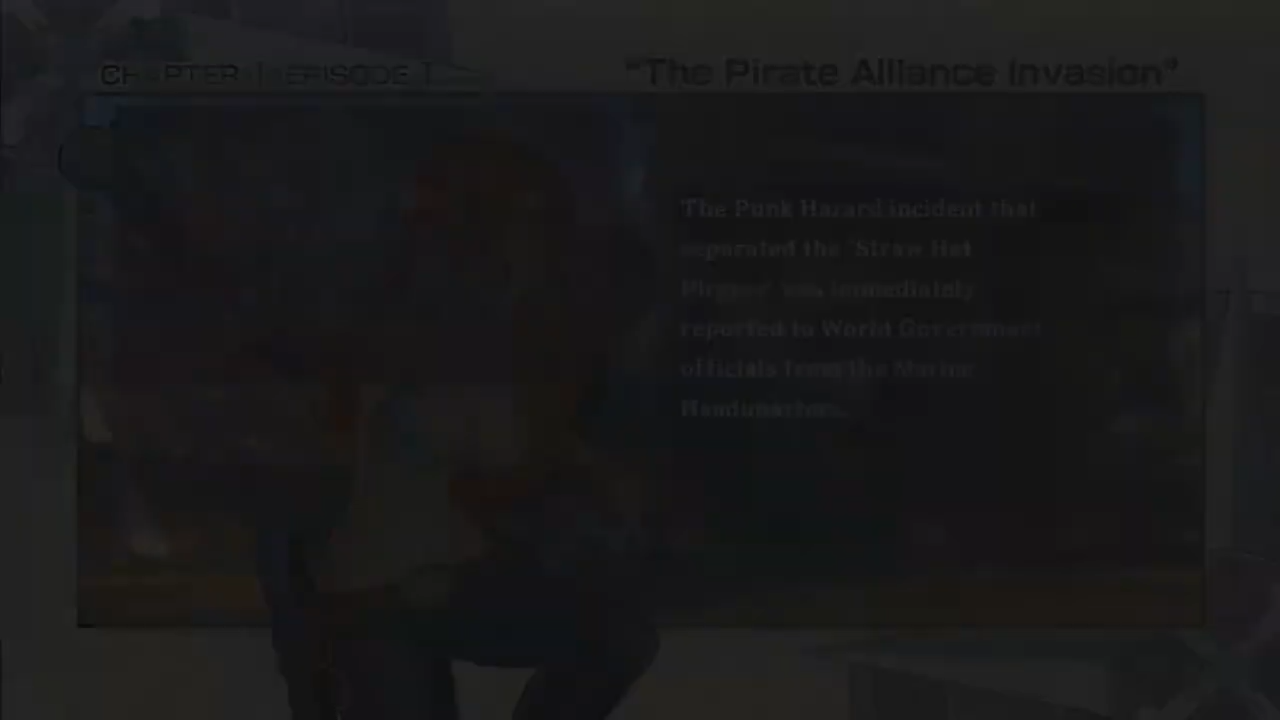 CHAPTER 1 EPISODE 1
"The Pirate Alliance Invasion"
The Punk Hazard incident that
separated the 'Straw Hat
Pirates' was immediately
reported to World Government
officials from the Marine
Headquarters.